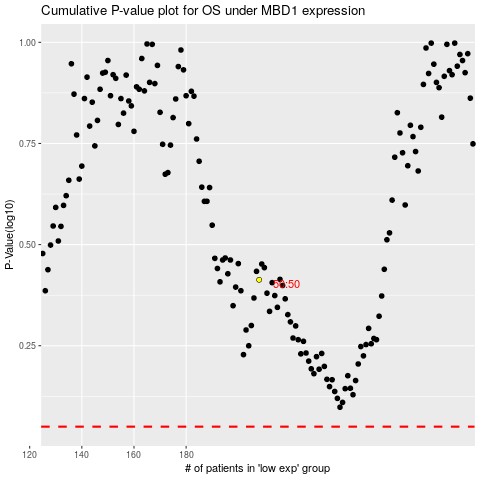 Cumulative P-value plot for OS under MBD1 expression
P-Value(log10)
1.00
0.75
0.50
0.25
50:50
120 140 160 180
# of patients in 'low exp' group